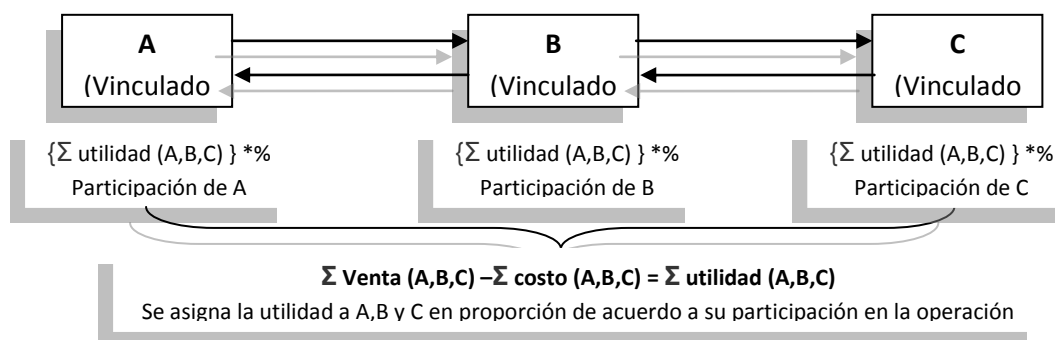 A
(Vinculado
B
(Vinculado
C
(Vinculado
{Σ utilidad (A,B,C) } *%
Participación de A
{Σ utilidad (A,B,C) } *%
Participación de B
{Σ utilidad (A,B,C) } *%
Participación de C
Σ Venta (A,B,C) –Σ costo (A,B,C) = Σ utilidad (A,B,C)
Se asigna la utilidad a A,B y C en proporción de acuerdo a su participación en la operación